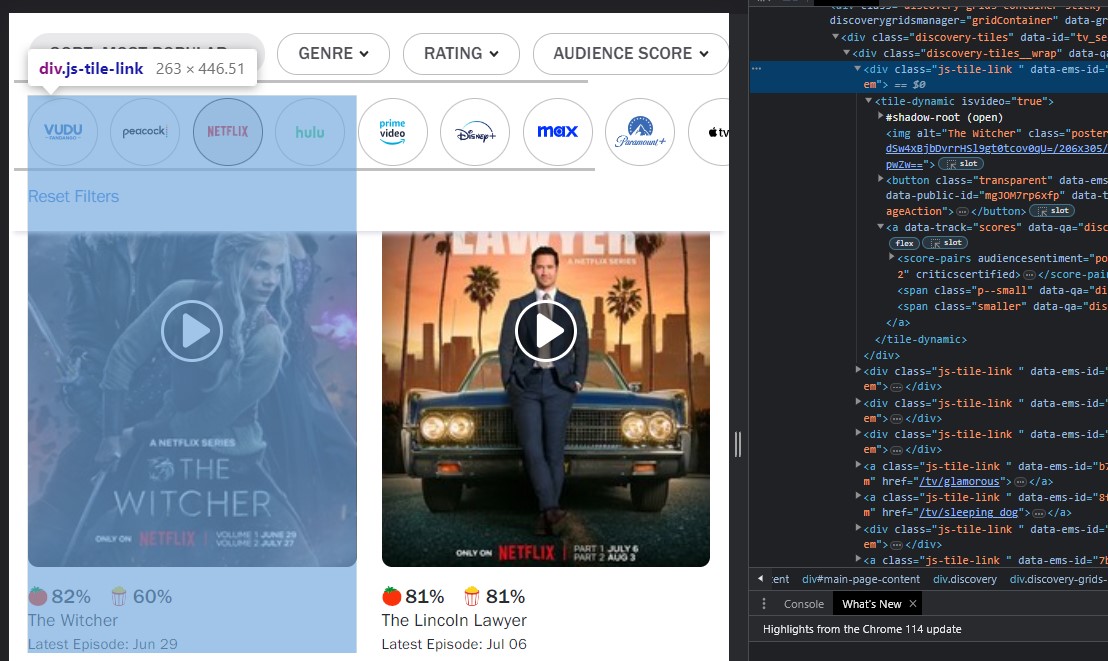 discovery-grids-container sticky-
discoverygridsmanager="gridContainer" data-gr
<div class="discovery-tiles" data-id="tv_se
<div class="discovery-tiles__wrap" data-qa=
<div class="js-tile-link " data-ems-id="
em"> == $0
<tile-dynamic isvideo="true">
#shadow-root (open)
<img alt="The Witcher" class="poster
dSw4xBjbDvrrHSl9gt0tcov0qU=/206x305/
pwZw=="> slot
<button class="transparent" data-ems
data-public-id="mgJOM7rp6xfp" data-t
ageAction"> … </button> slot
<a data-track="scores" data-qa="disc
flex slot
<score-pairs audiencesentiment="po
2" criticscertified> … </score-pai
<span class="p--small" data-qa="di
<span class="smaller" data-qa="dis
</a>
</tile-dynamic>
</div>
<div class="js-tile-link " data-ems-id="
em"> … </div>
<div class="js-tile-link " data-ems-id="
em"> … </div>
<div class="js-tile-link " data-ems-id="
em"> … </div>
<a class="js-tile-link " data-ems-id="b7
m" href="/tv/glamorous"> … </a>
<a class="js-tile-link " data-ems-id="8f
m" href="/tv/sleeping_dog"> … </a>
<div class="js-tile-link " data-ems-id="
em"> … </div>
<a class="js-tile-link " data-ems-id="7b
:ent div#main-page-content div.discovery div.discovery-grids-
Console What's New ×
Highlights from the Chrome 114 update
SORT: MOST POPULAR GENRE RATING AUDIENCE SCORE
div.js-tile-link 263 × 446.51
VUDU FANDANGO peacock NETFLIX hulu prime video Disney+ max Paramount+ tv
Reset Filters
LAWYER
A NETFLIX SERIES
A NETFLIX SERIES
THE
WITCHER
ONLY ON NETFLIX VOLUME 1 JUNE 29
VOLUME 2 JULY 27
ONLY ON NETFLIX PART 1 JULY 6
PART 2 AUG 3
82% 60%
The Witcher
Latest Episode: Jun 29
81% 81%
The Lincoln Lawyer
Latest Episode: Jul 06